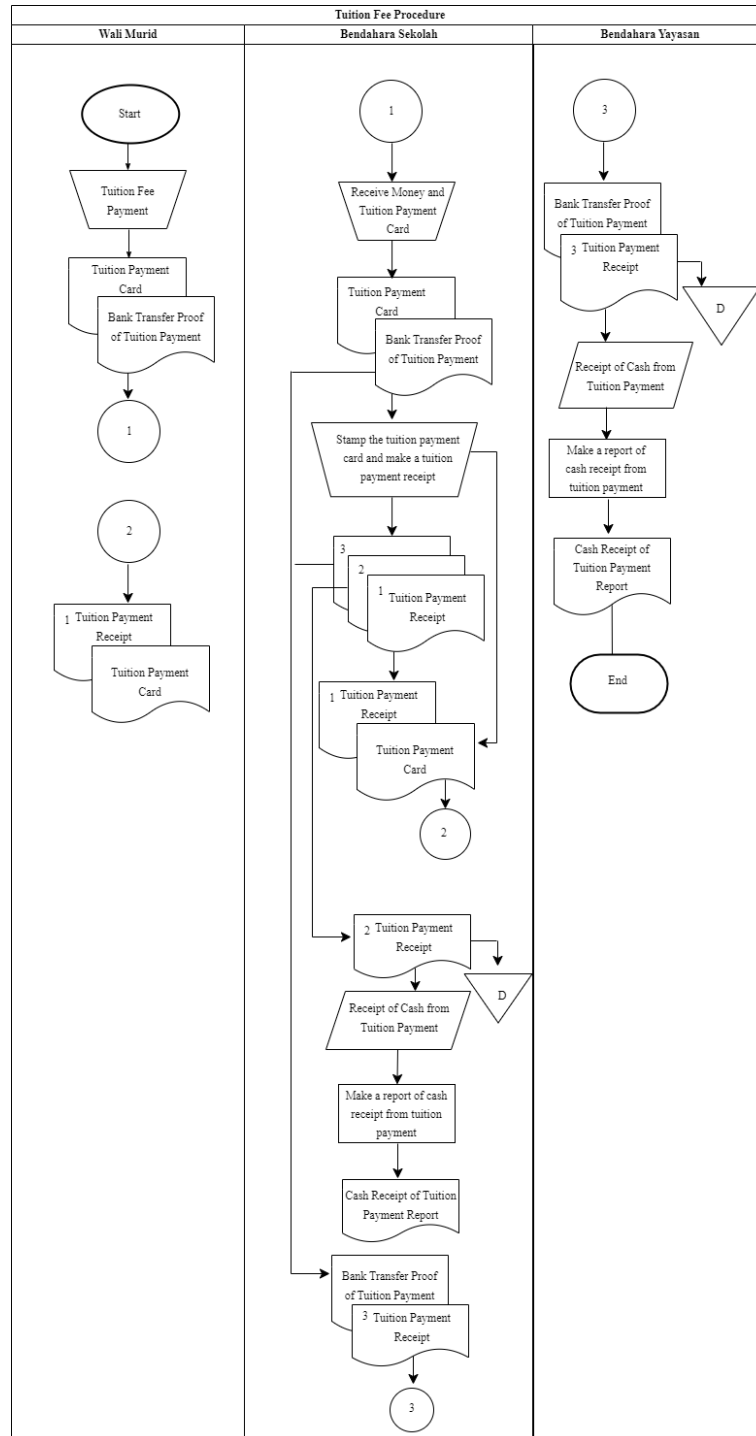 Tuition Fee Procedure
Wali Murid
Bendahara Sekolah
Bendahara Yayasan
Start
Tuition Fee
Payment
Tuition Payment
Card
Bank Transfer Proof
of Tuition Payment
1
2
1 Tuition Payment
Receipt
Tuition Payment
Card
1
Receive Money and
Tuition Payment
Card
Tuition Payment
Card
Bank Transfer Proof
of Tuition Payment
Stamp the tuition payment
card and make a tuition
payment receipt
3
2
1 Tuition Payment
Receipt
1 Tuition Payment
Receipt
Tuition Payment
Card
2
2 Tuition Payment
Receipt
D
Receipt of Cash from
Tuition Payment
Make a report of cash
receipt from tuition
payment
Cash Receipt of Tuition
Payment Report
Bank Transfer Proof
of Tuition Payment
3 Tuition Payment
Receipt
3
3
Bank Transfer Proof
of Tuition Payment
3 Tuition Payment
Receipt
D
Receipt of Cash from
Tuition Payment
Make a report of
cash receipt from
tuition payment
Cash Receipt of
Tuition Payment
Report
End